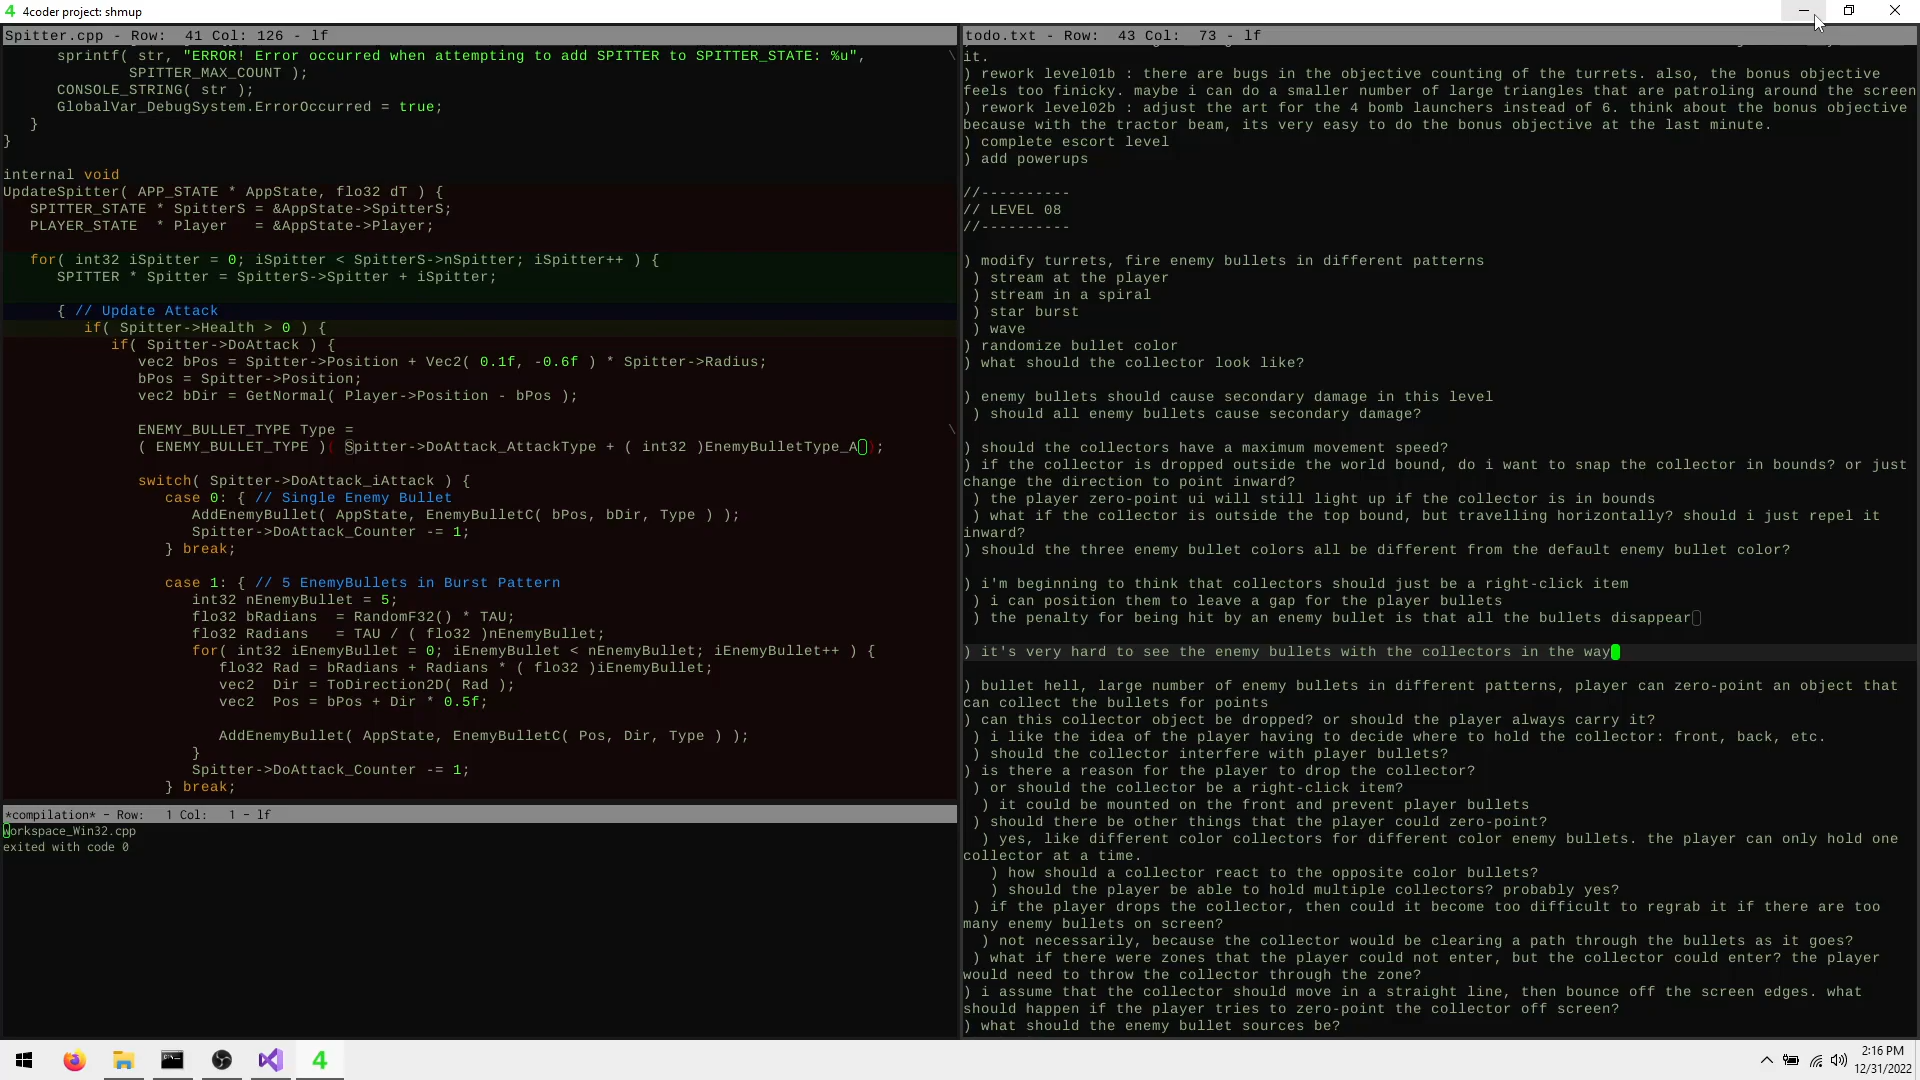 4 4coder project: shmup
Spitter.cpp - Row:  41 Col: 126 - lf
sprintf( str, "ERROR! Error occurred when attempting to add SPITTER to SPITTER_STATE: %u", \
SPITTER_MAX_COUNT );
CONSOLE_STRING( str );
GlobalVar_DebugSystem.ErrorOccurred = true;
}
}
internal void
UpdateSpitter( APP_STATE * AppState, flo32 dT ) {
SPITTER_STATE * SpitterS = &AppState->SpitterS;
PLAYER_STATE  * Player   = &AppState->Player;
for( int32 iSpitter = 0; iSpitter < SpitterS->nSpitter; iSpitter++ ) {
SPITTER * Spitter = SpitterS->Spitter + iSpitter;
{ // Update Attack
if( Spitter->Health > 0 ) {
if( Spitter->DoAttack ) {
vec2 bPos = Spitter->Position + Vec2( 0.1f, -0.6f ) * Spitter->Radius;
bPos = Spitter->Position;
vec2 bDir = GetNormal( Player->Position - bPos );
ENEMY_BULLET_TYPE Type = \
( ENEMY_BULLET_TYPE )( Spitter->DoAttack_AttackType + ( int32 )EnemyBulletType_A );
switch( Spitter->DoAttack_iAttack ) {
case 0: { // Single Enemy Bullet
AddEnemyBullet( AppState, EnemyBulletC( bPos, bDir, Type ) );
Spitter->DoAttack_Counter -= 1;
} break;
case 1: { // 5 EnemyBullets in Burst Pattern
int32 nEnemyBullet = 5;
flo32 bRadians  = RandomF32() * TAU;
flo32 Radians   = TAU / ( flo32 )nEnemyBullet;
for( int32 iEnemyBullet = 0; iEnemyBullet < nEnemyBullet; iEnemyBullet++ ) {
flo32 Rad = bRadians + Radians * ( flo32 )iEnemyBullet;
vec2  Dir = ToDirection2D( Rad );
vec2  Pos = bPos + Dir * 0.5f;
AddEnemyBullet( AppState, EnemyBulletC( Pos, Dir, Type ) );
}
Spitter->DoAttack_Counter -= 1;
} break;
*compilation* - Row:   1 Col:   1 - lf
workspace_Win32.cpp
exited with code 0
todo.txt - Row:  43 Col:  73 - lf
it.
) rework level01b : there are bugs in the objective counting of the turrets. also, the bonus objective
feels too finicky. maybe i can do a smaller number of large triangles that are patroling around the screen
) rework level02b : adjust the art for the 4 bomb launchers instead of 6. think about the bonus objective
because with the tractor beam, its very easy to do the bonus objective at the last minute.
) complete escort level
) add powerups
//----------
// LEVEL 08
//----------
) modify turrets, fire enemy bullets in different patterns
) stream at the player
) stream in a spiral
) star burst
) wave
) randomize bullet color
) what should the collector look like?
) enemy bullets should cause secondary damage in this level
) should all enemy bullets cause secondary damage?
) should the collectors have a maximum movement speed?
) if the collector is dropped outside the world bound, do i want to snap the collector in bounds? or just
change the direction to point inward?
) the player zero-point ui will still light up if the collector is in bounds
) what if the collector is outside the top bound, but travelling horizontally? should i just repel it
inward?
) should the three enemy bullet colors all be different from the default enemy bullet color?
) i'm beginning to think that collectors should just be a right-click item
) i can position them to leave a gap for the player bullets
) the penalty for being hit by an enemy bullet is that all the bullets disappear
) it's very hard to see the enemy bullets with the collectors in the way
) bullet hell, large number of enemy bullets in different patterns, player can zero-point an object that
can collect the bullets for points
) can this collector object be dropped? or should the player always carry it?
) i like the idea of the player having to decide where to hold the collector: front, back, etc.
) should the collector interfere with player bullets?
) is there a reason for the player to drop the collector?
) or should the collector be a right-click item?
) it could be mounted on the front and prevent player bullets
) should there be other things that the player could zero-point?
) yes, like different color collectors for different color enemy bullets. the player can only hold one
collector at a time.
) how should a collector react to the opposite color bullets?
) should the player be able to hold multiple collectors? probably yes?
) if the player drops the collector, then could it become too difficult to regrab it if there are too
many enemy bullets on screen?
) not necessarily, because the collector would be clearing a path through the bullets as it goes?
) what if there were zones that the player could not enter, but the collector could enter? the player
would need to throw the collector through the zone?
) i assume that the collector should move in a straight line, then bounce off the screen edges. what
should happen if the player tries to zero-point the collector off screen?
) what should the enemy bullet sources be?
4
2:16 PM
12/31/2022